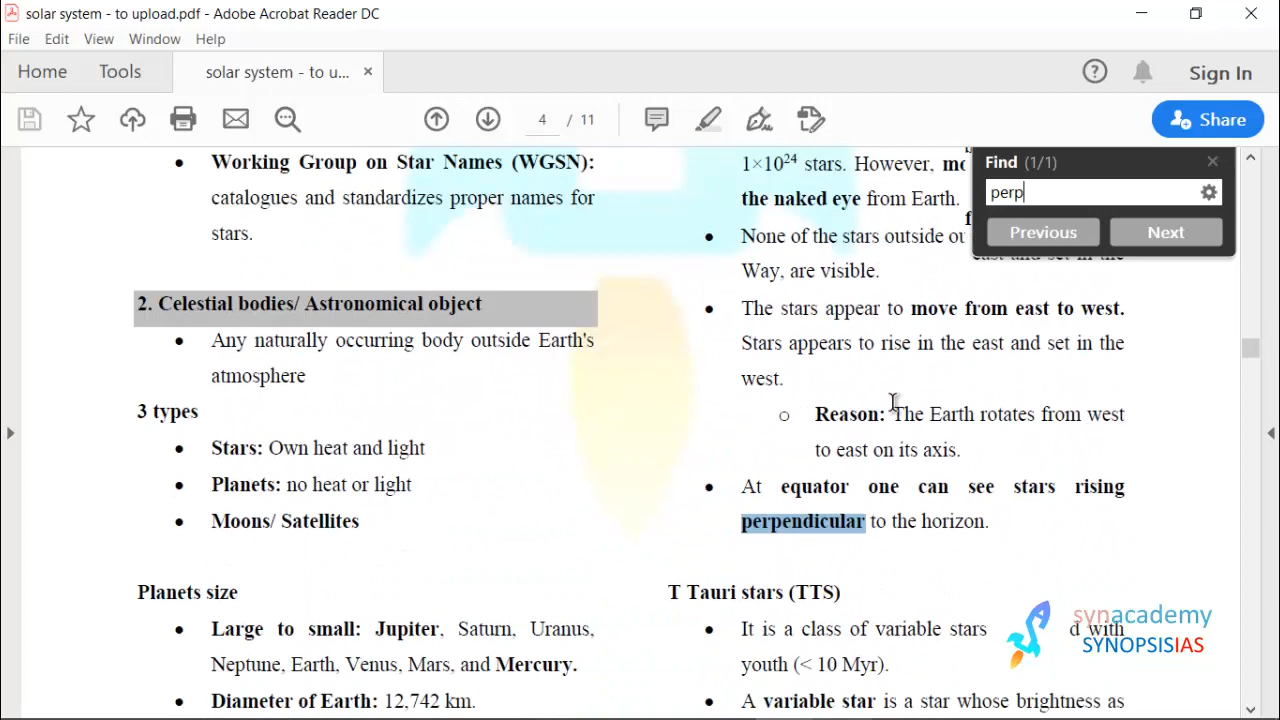 solar system - to upload.pdf - Adobe Acrobat Reader DC
File Edit View Window Help
Home Tools solar system - to u... × Sign In
4 / 11 Share
Find (1/1)
perp
Previous Next
• Working Group on Star Names (WGSN):
catalogues and standardizes proper names for
stars.
2. Celestial bodies/ Astronomical object
• Any naturally occurring body outside Earth's
atmosphere
3 types
• Stars: Own heat and light
• Planets: no heat or light
• Moons/ Satellites
Planets size
• Large to small: Jupiter, Saturn, Uranus,
Neptune, Earth, Venus, Mars, and Mercury.
• Diameter of Earth: 12,742 km.
1×10²⁴ stars. However,
the naked eye from Earth.
• None of the stars outside
east and set in the
Way, are visible.
• The stars appear to move from east to west.
Stars appears to rise in the east and set in the
west.
o Reason: The Earth rotates from west
to east on its axis.
• At equator one can see stars rising
perpendicular to the horizon.
T Tauri stars (TTS)
• It is a class of variable stars with
youth (< 10 Myr).
• A variable star is a star whose brightness as
synacademy
SYNOPSISIAS